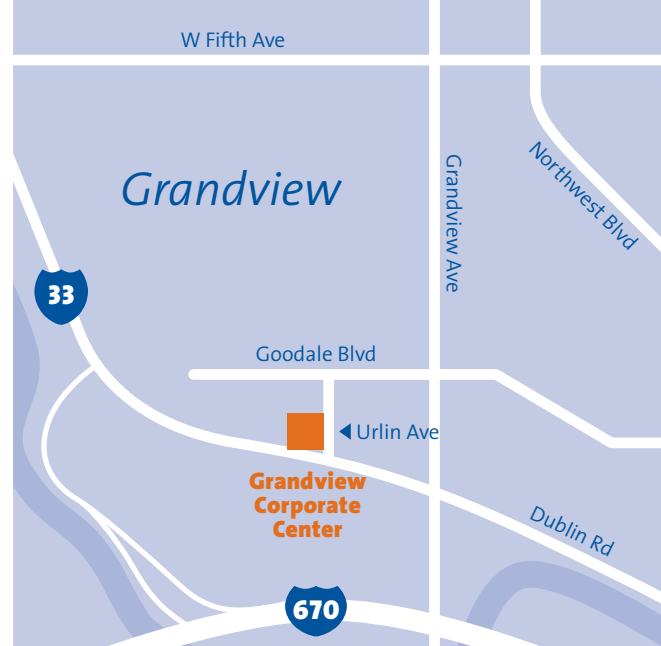 W Fifth Ave
Northwest Blvd
Grandview
Grandview Ave
33
Goodale Blvd
Urlin Ave
Grandview
Corporate
Center
Dublin Rd
670